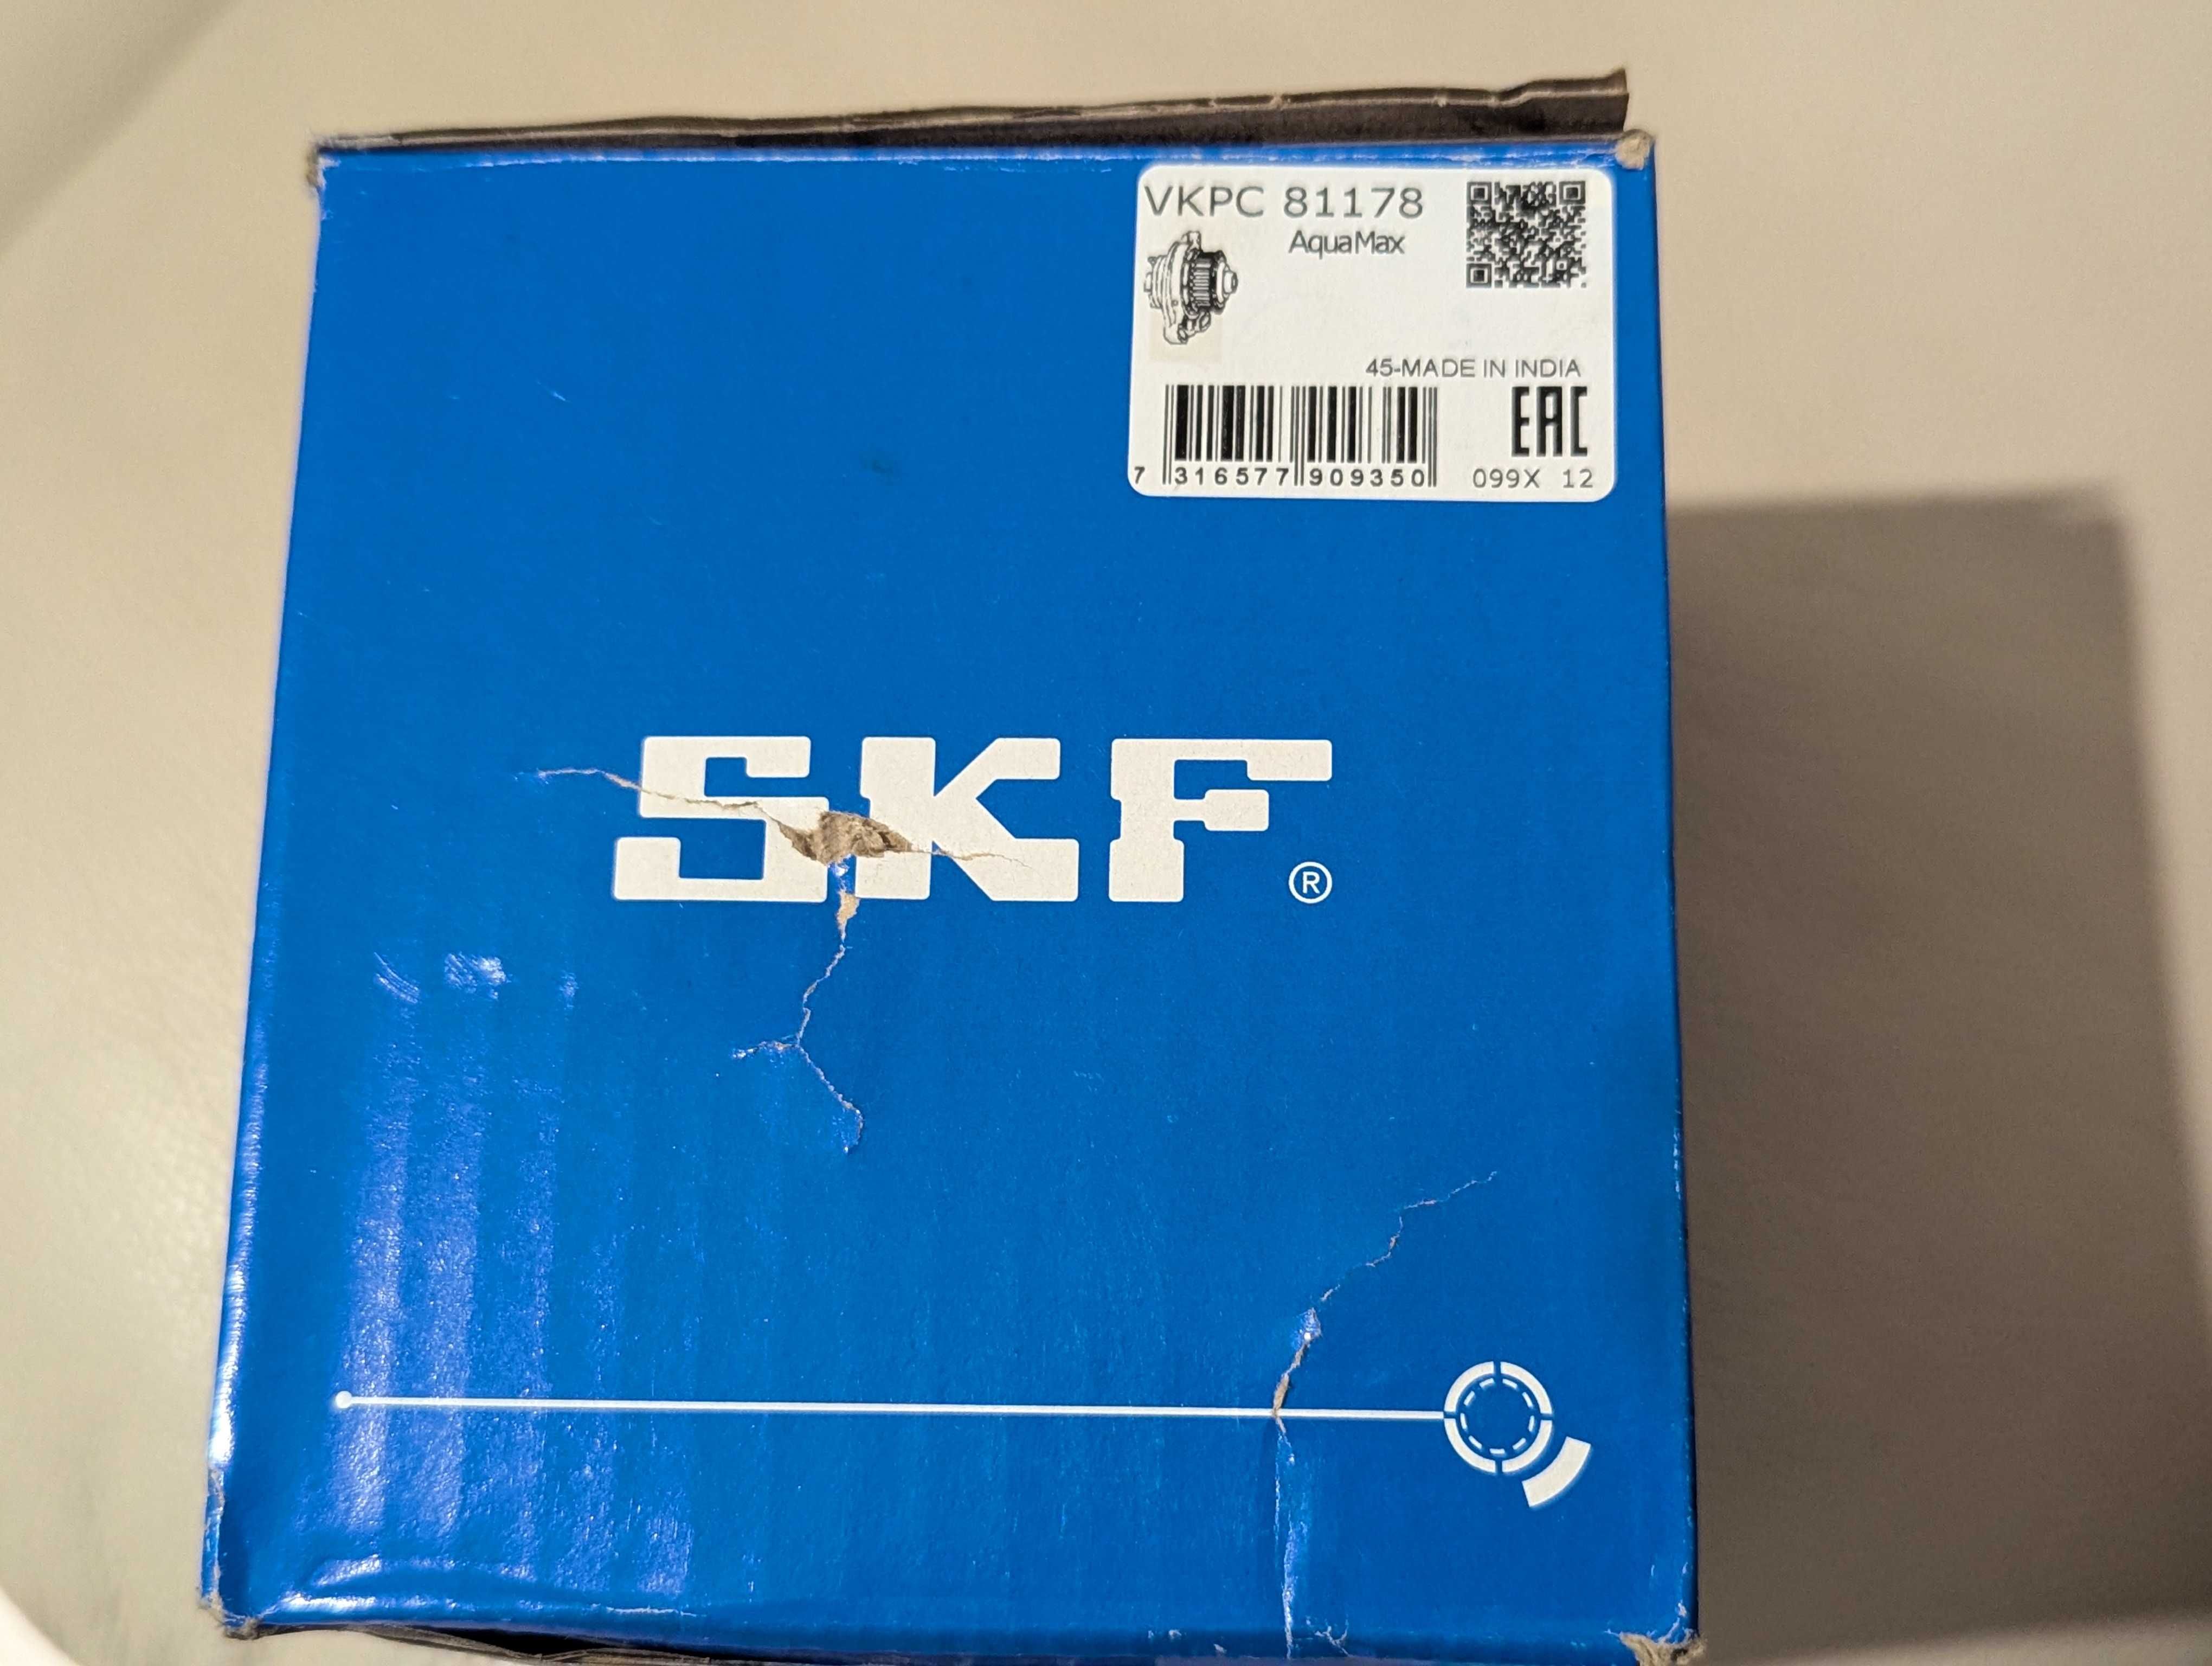 VKPC 81178
AquaMax
45-MADE IN INDIA
EAC
7 316577 909350
099X 12
SKF®